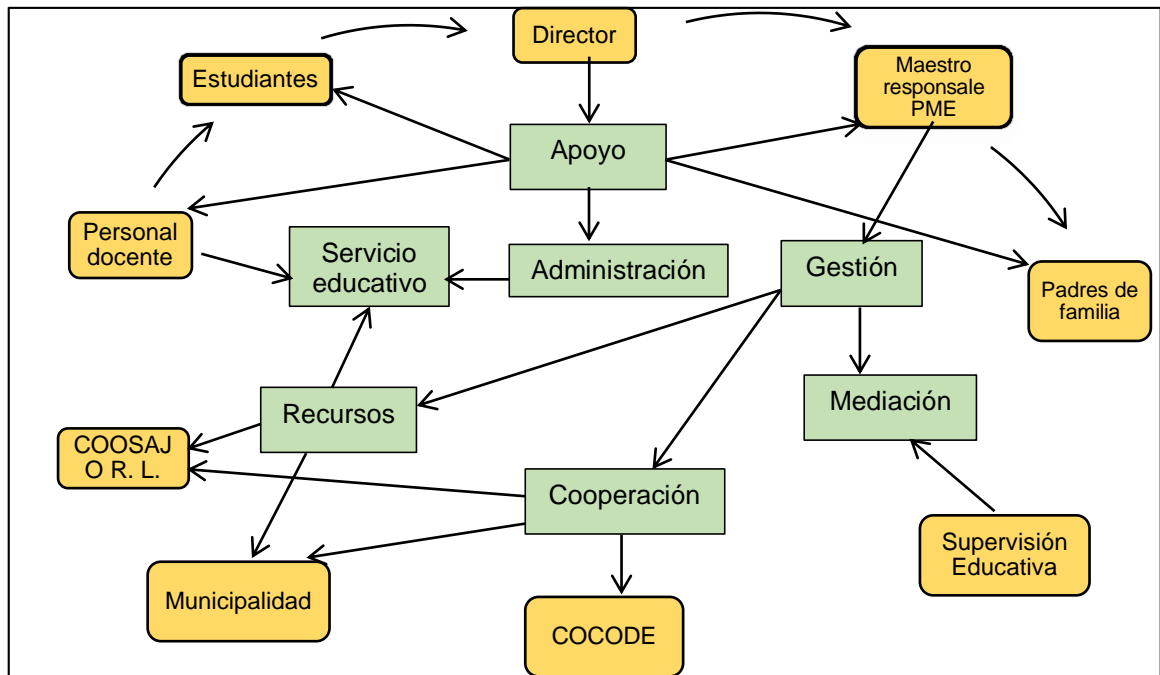 Director
Estudiantes
Maestro
responsale
PME
Apoyo
Personal
docente
Servicio
educativo
Administración
Gestión
Padres de
familia
Recursos
Mediación
COOSAJ
O R. L.
Cooperación
Supervisión
Educativa
Municipalidad
COCODE